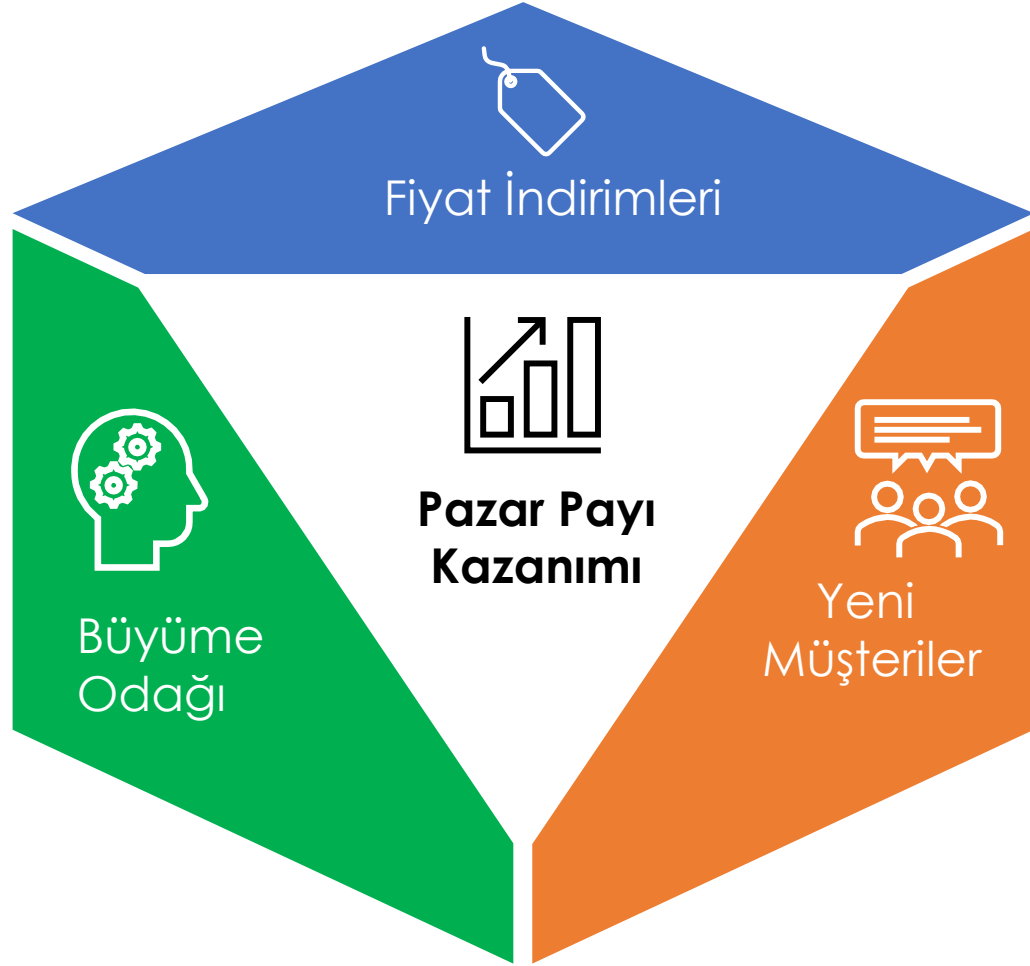 Fiyat İndirimleri
Pazar Payı
Kazanımı
Büyüme
Odağı
Yeni
Müşteriler